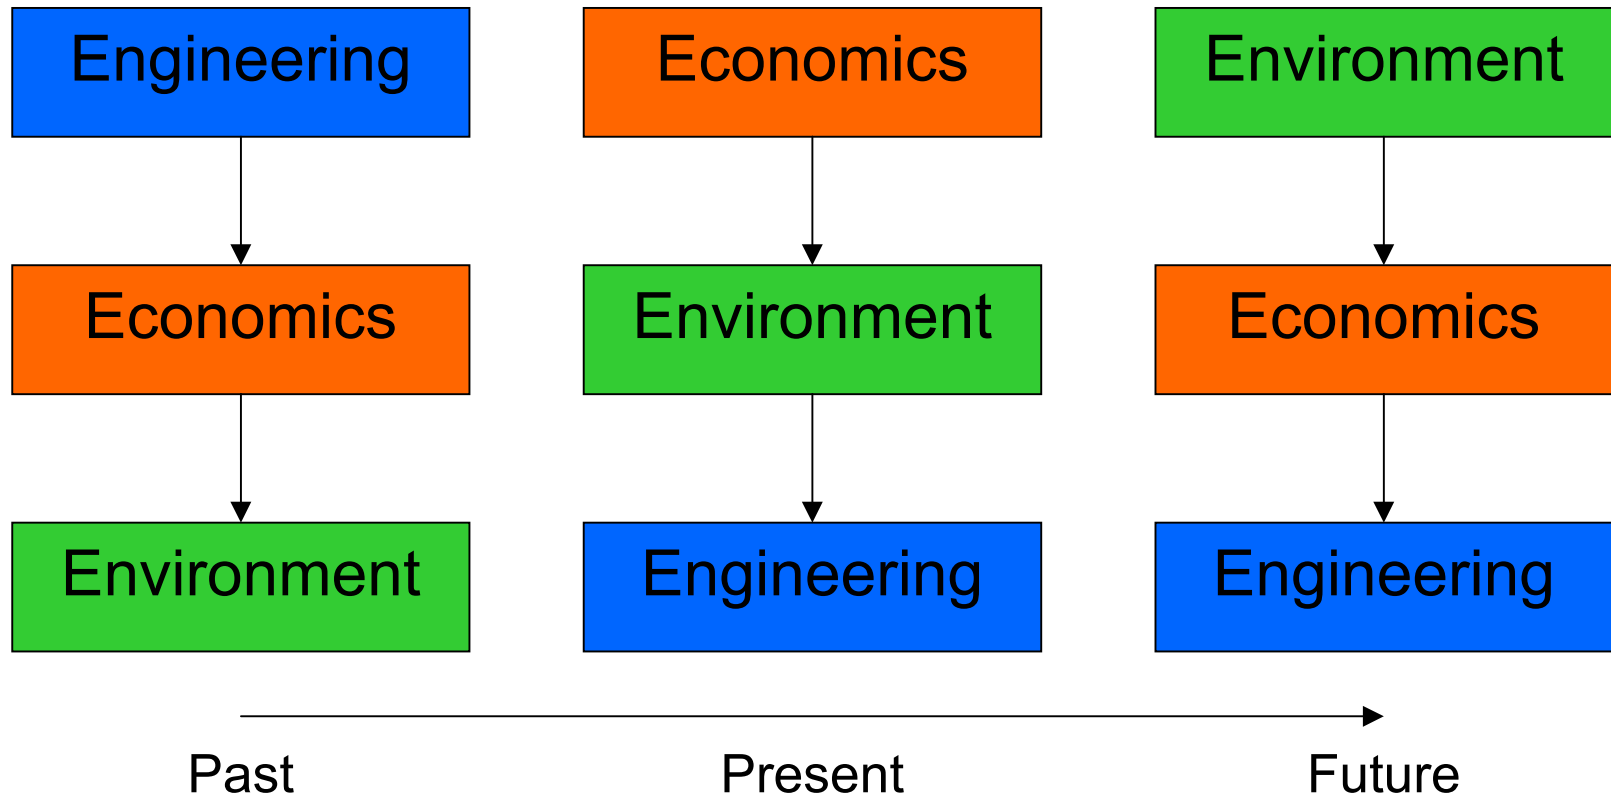 Engineering
Economics
Environment
Economics
Environment
Engineering
Environment
Economics
Engineering
Past
Present
Future